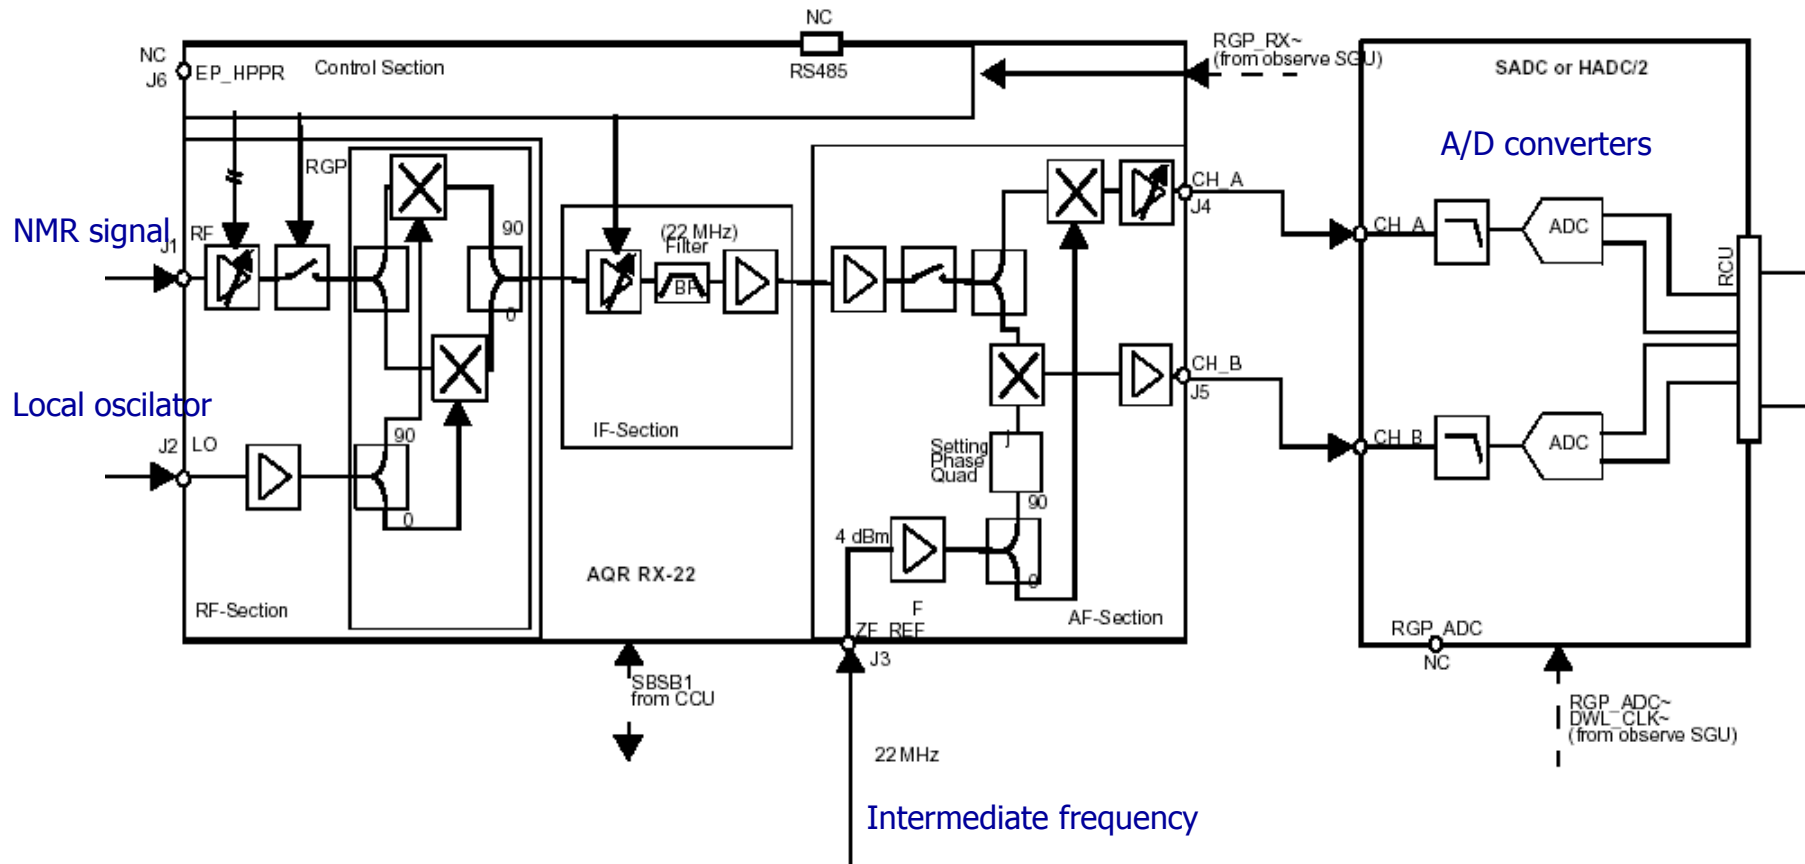 NC
NC
J6
EP_HPPR
Control Section
RS485
RGP_RX~
(from observe SGU)
SADC or HADC/2
A/D converters
RGP
NMR signal
J1
RF
90
0
(22 MHz)
Filter
BP
CH_A
J4
CH_A
ADC
RCU
Local oscilator
J2
LO
90
0
IF-Section
CH_B
J5
CH_B
ADC
Setting
Phase
Quad
j
90
0
4 dBm
AQR RX-22
RF-Section
F
ZF_REF
J3
AF-Section
RGP_ADC
NC
SBSB1
from CCU
RGP_ADC~
DWL_CLK~
(from observe SGU)
22 MHz
Intermediate frequency